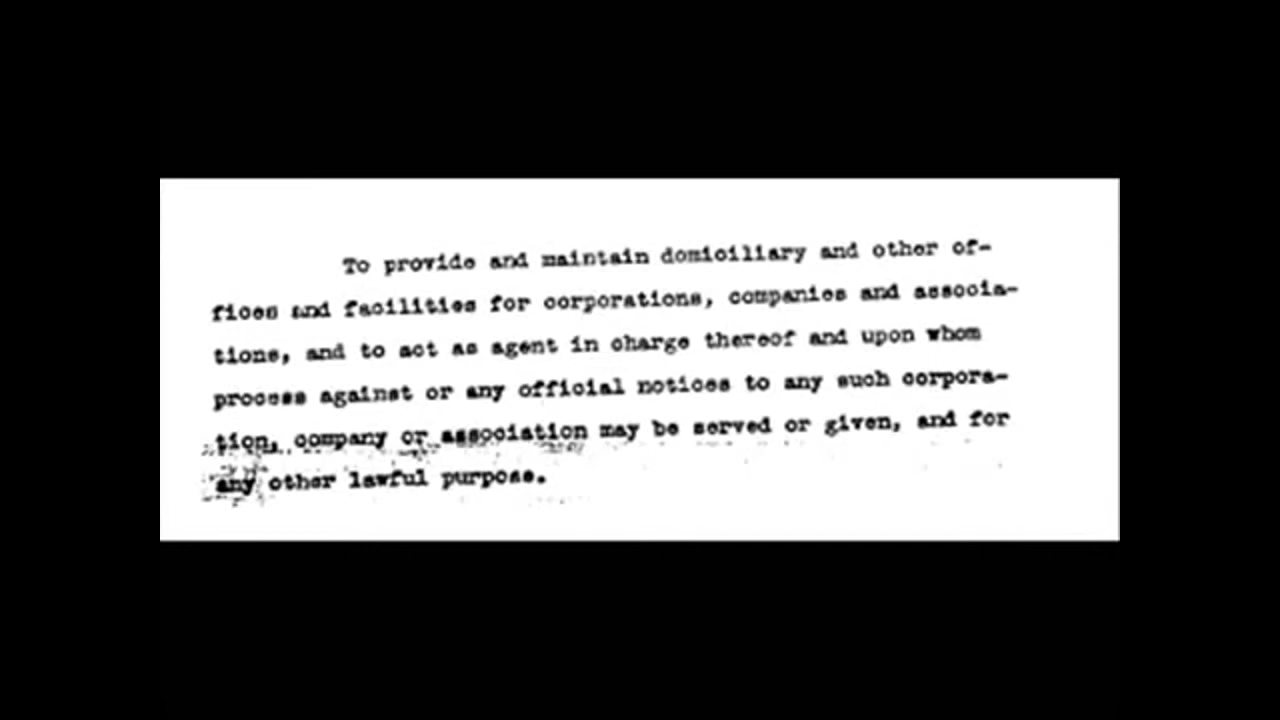 To provide and maintain domiciliary and other of-
fices and facilities for corporations, companies and associa-
tions, and to act as agent in charge thereof and upon whom
process against or any official notices to any such corpora-
tion, company or association may be served or given, and for
any other lawful purpose.